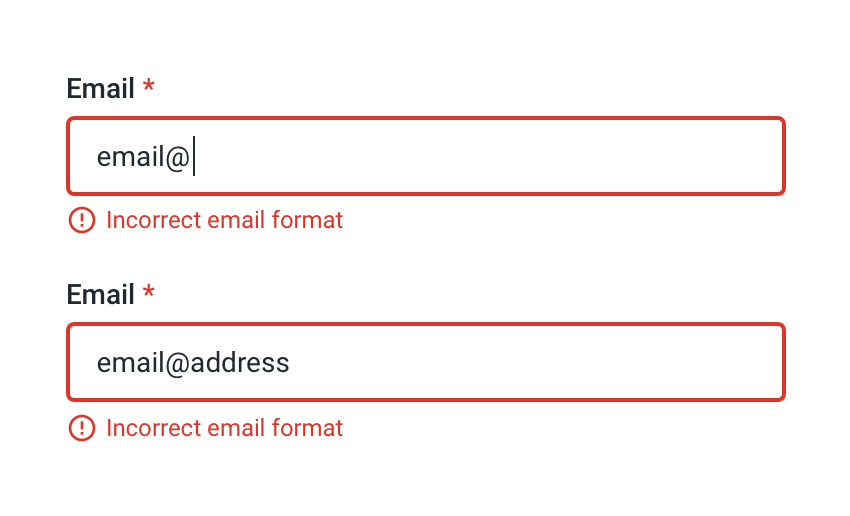 Email *
email@
Incorrect email format
Email *
email@address
Incorrect email format